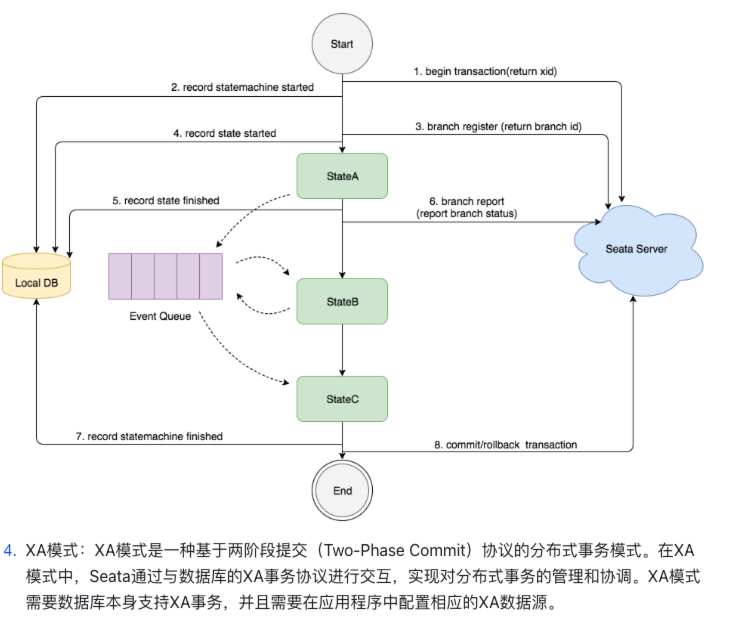 Start
1. begin transaction(return xid)
2. record statemachine started
3. branch register (return branch id)
4. record state started
StateA
5. record state finished
6. branch report
(report branch status)
Seata Server
Local DB
Event Queue
StateB
StateC
7. record statemachine finished
8. commit/rollback transaction
End
4. XA模式：XA模式是一种基于两阶段提交（Two-Phase Commit）协议的分布式事务模式。在XA
模式中，Seata通过与数据库的XA事务协议进行交互，实现对分布式事务的管理和协调。XA模式
需要数据库本身支持XA事务，并且需要在应用程序中配置相应的XA数据源。